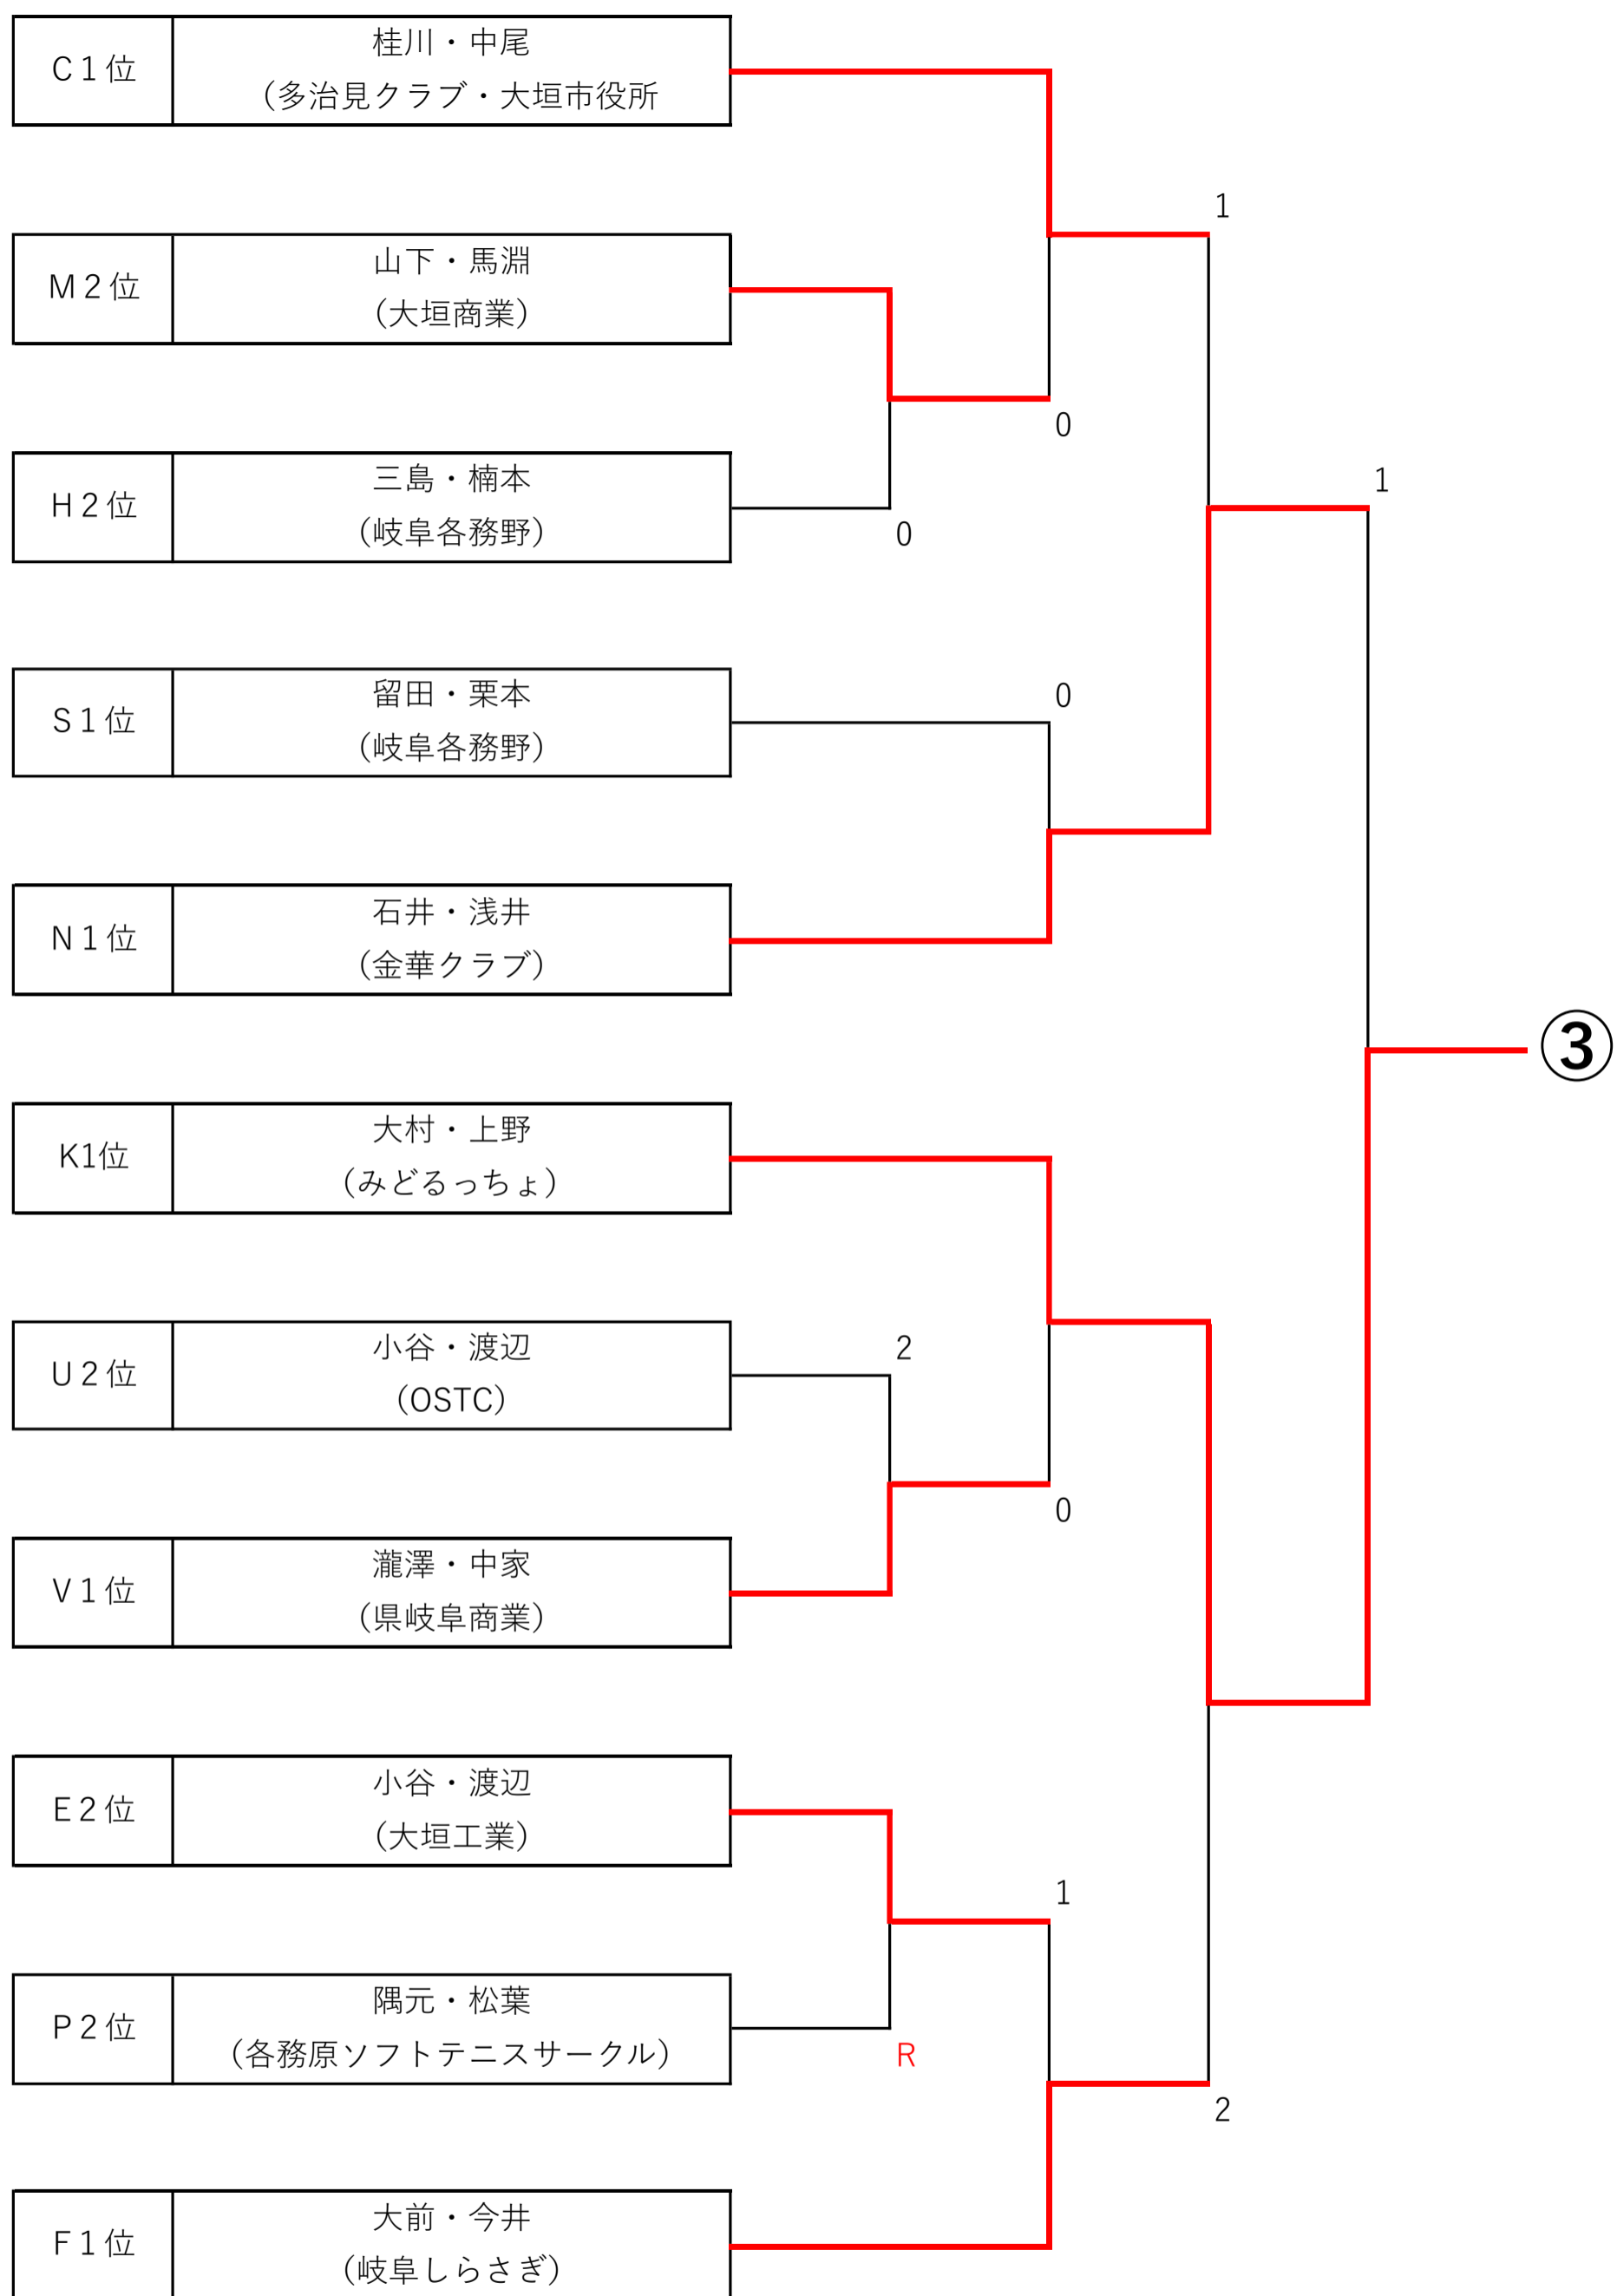 C１位
桂川・中尾
（多治見クラブ・大垣市役所
1
M２位
山下・馬淵
（大垣商業）
0
H２位
三島・楠本
（岐阜各務野）
0
1
S１位
留田・栗本
（岐阜各務野）
0
N１位
石井・浅井
（金華クラブ）
③
K1位
大村・上野
（みどるっちょ）
U２位
小谷・渡辺
（OSTC）
2
0
V１位
瀧澤・中家
（県岐阜商業）
E２位
小谷・渡辺
（大垣工業）
1
P２位
隅元・松葉
（各務原ソフトテニスサークル）
R
2
F１位
大前・今井
（岐阜しらさぎ）